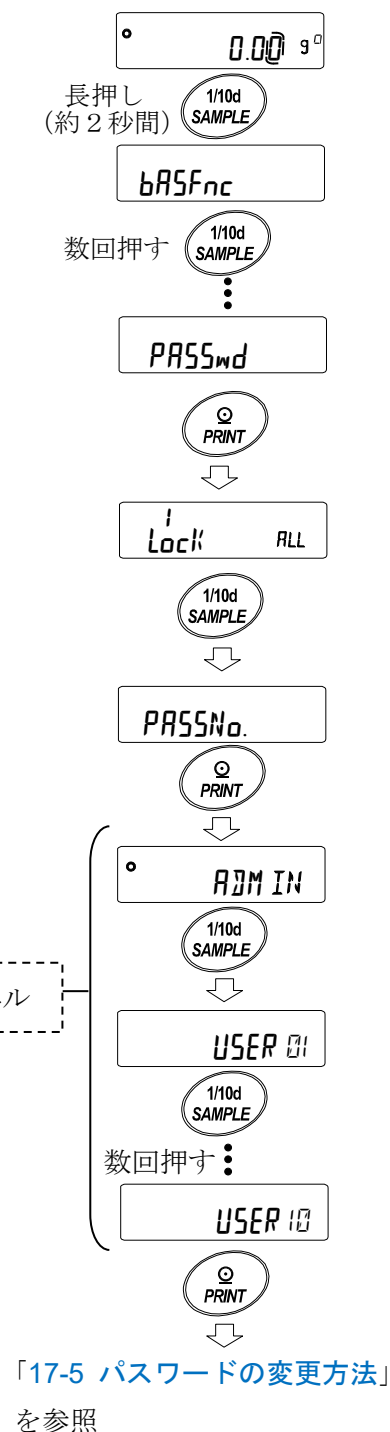 0.00 g
長押し
(約２秒間)
1/10d
SAMPLE
bASFnc
数回押す
1/10d
SAMPLE
PASSwd
PRINT
1
Lock ALL
1/10d
SAMPLE
PASSNo.
PRINT
ADMIN
1/10d
SAMPLE
ル
USER 01
1/10d
SAMPLE
数回押す
USER 10
PRINT
「17-5 パスワードの変更方法」
を参照